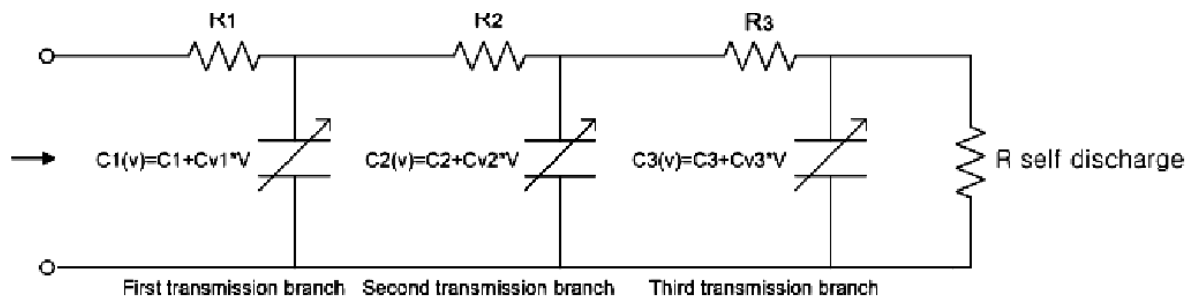 R1
R2
R3
C1(v)=C1+Cv1*V
C2(v)=C2+Cv2*V
C3(v)=C3+Cv3*V
R self discharge
First transmission branch
Second transmission branch
Third transmission branch